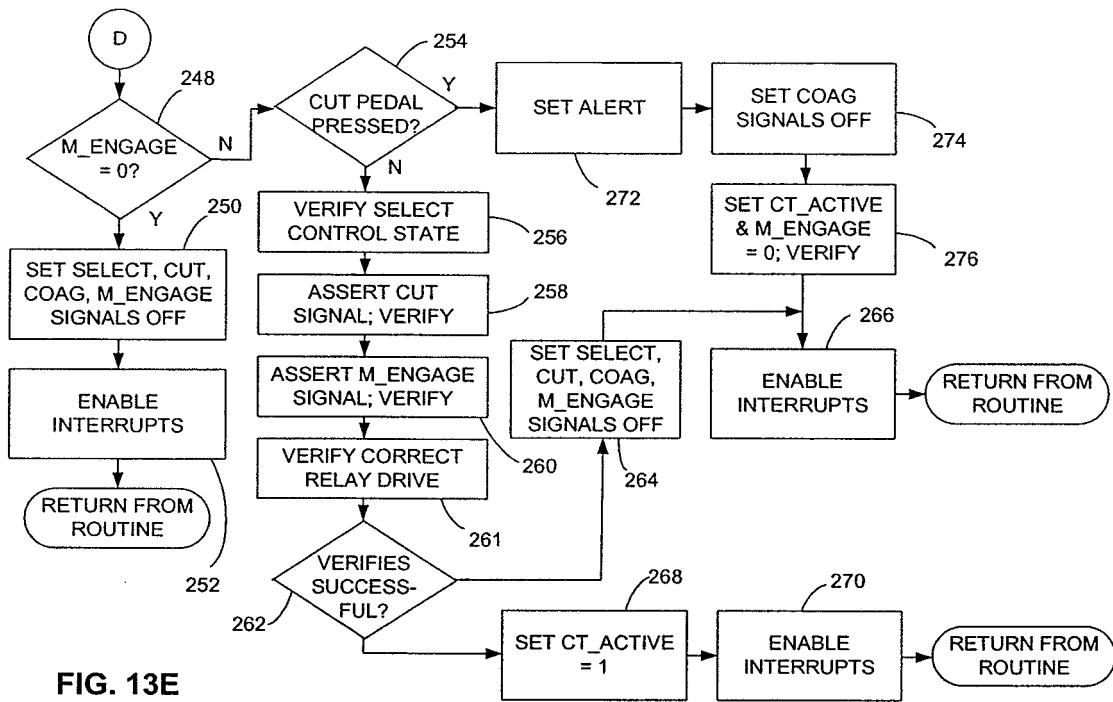 D
248
M_ENGAGE
= 0?
N
Y
250
SET SELECT, CUT,
COAG, M_ENGAGE
SIGNALS OFF
ENABLE
INTERRUPTS
252
RETURN FROM
ROUTINE
254
CUT PEDAL
PRESSED?
Y
N
VERIFY SELECT
CONTROL STATE
256
ASSERT CUT
SIGNAL; VERIFY
258
ASSERT M_ENGAGE
SIGNAL; VERIFY
260
VERIFY CORRECT
RELAY DRIVE
261
VERIFIES
SUCCESS-
FUL?
262
SET ALERT
272
SET COAG
SIGNALS OFF
274
SET CT_ACTIVE
& M_ENGAGE
= 0; VERIFY
276
SET SELECT,
CUT, COAG,
M_ENGAGE
SIGNALS OFF
264
266
ENABLE
INTERRUPTS
RETURN FROM
ROUTINE
268
SET CT_ACTIVE
= 1
270
ENABLE
INTERRUPTS
RETURN FROM
ROUTINE
FIG. 13E